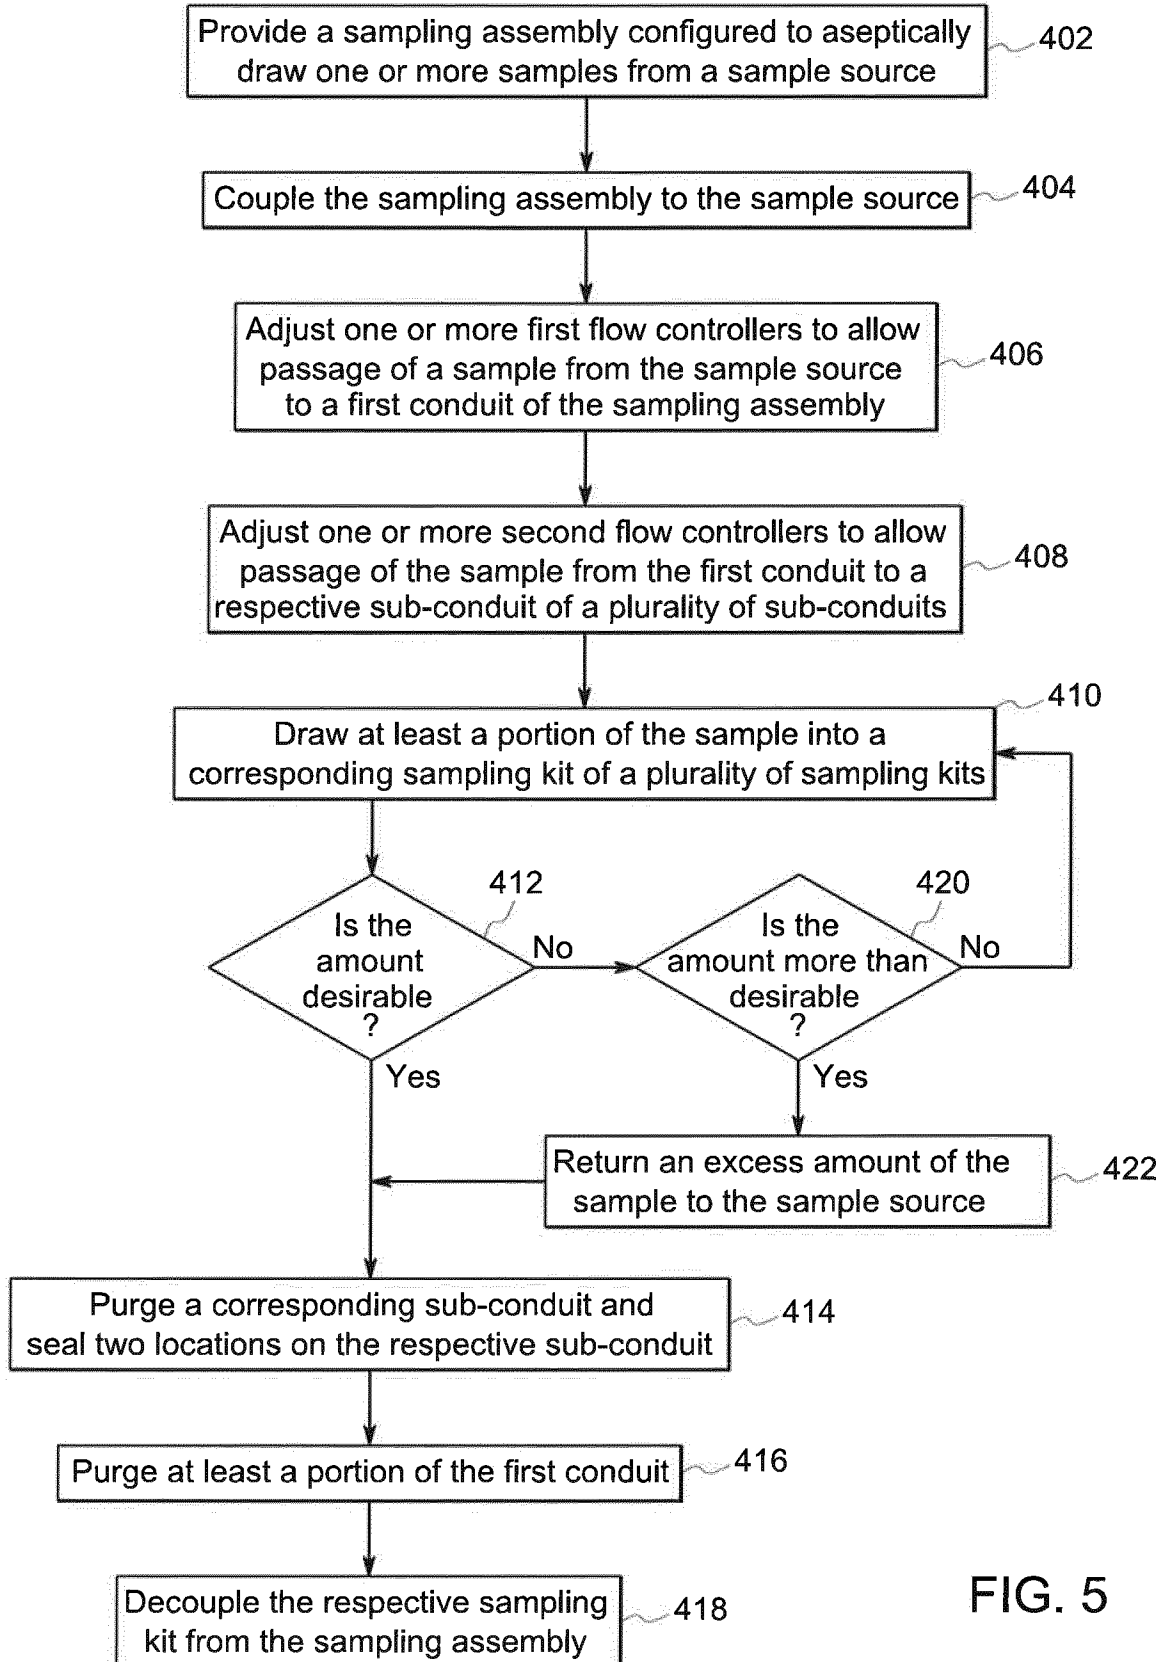 Provide a sampling assembly configured to aseptically
draw one or more samples from a sample source
402
Couple the sampling assembly to the sample source
404
Adjust one or more first flow controllers to allow
passage of a sample from the sample source
to a first conduit of the sampling assembly
406
Adjust one or more second flow controllers to allow
passage of the sample from the first conduit to a
respective sub-conduit of a plurality of sub-conduits
408
410
Draw at least a portion of the sample into a
corresponding sampling kit of a plurality of sampling kits
412
Is the
amount
desirable
?
No
Yes
420
Is the
amount more than
desirable
?
No
Yes
Return an excess amount of the
sample to the sample source
422
Purge a corresponding sub-conduit and
seal two locations on the respective sub-conduit
414
Purge at least a portion of the first conduit
416
Decouple the respective sampling
kit from the sampling assembly
418
FIG. 5